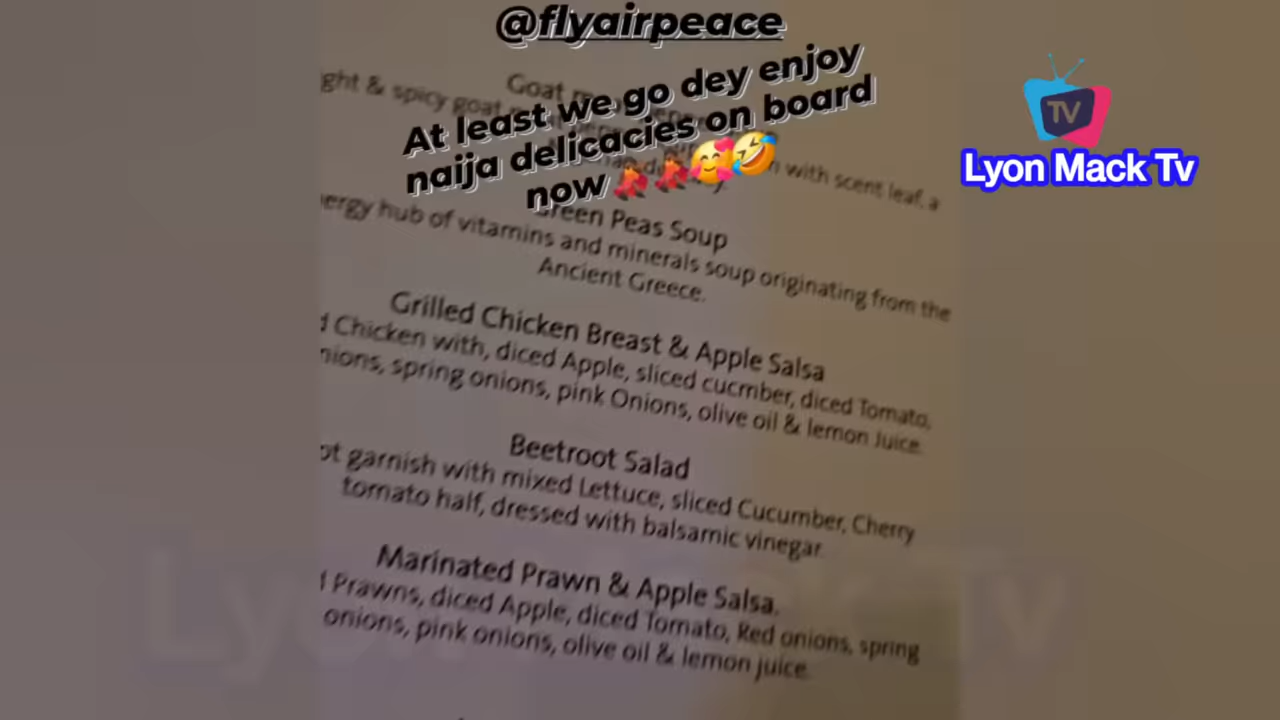 @flyairpeace
At least we go dey enjoy
naija delicacies on board
now
TV
Lyon Mack Tv
Goat
ght & spicy goat
with scent leaf, a
Green Peas Soup
ergy hub of vitamins and minerals soup originating from the
Ancient Greece.
Grilled Chicken Breast & Apple Salsa
d Chicken with, diced Apple, sliced cucmber, diced Tomato,
nions, spring onions, pink Onions, olive oil & lemon Juice.
Beetroot Salad
ot garnish with mixed Lettuce, sliced Cucumber, Cherry
tomato half, dressed with balsamic vinegar
Marinated Prawn & Apple Salsa.
d Prawns, diced Apple, diced Tomato, Red onions, spring
onions, pink onions, olive oil & lemon juice.
Lyon Mack Tv